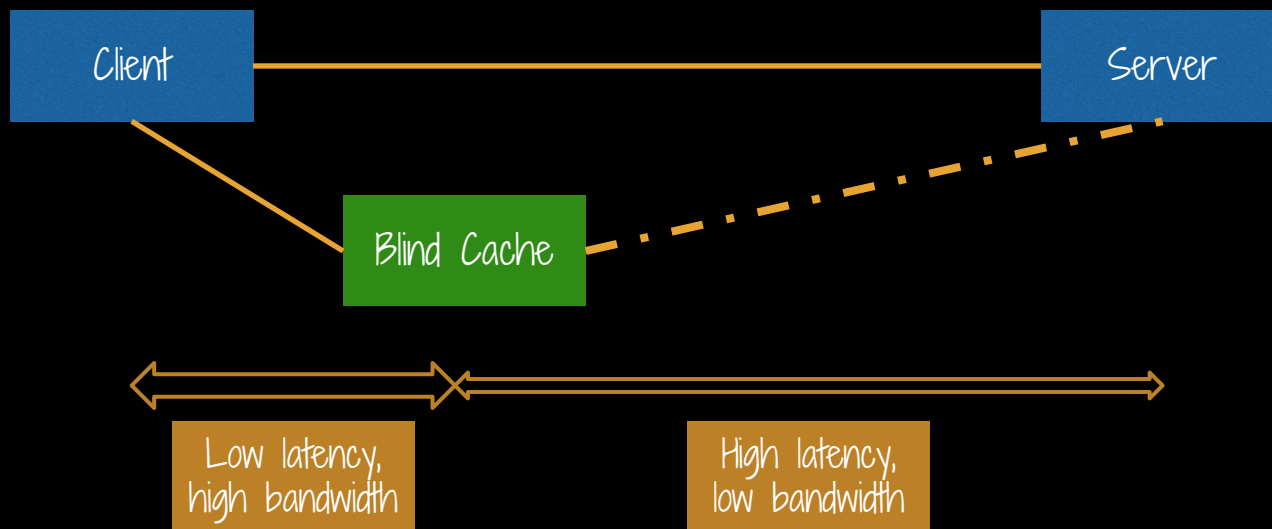 Client
Server
Blind Cache
Low latency,
high bandwidth
High latency,
low bandwidth